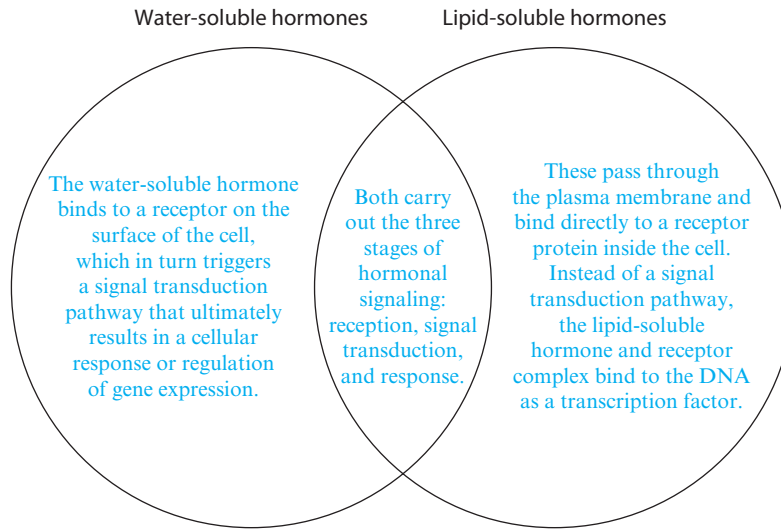 Water-soluble hormones
Lipid-soluble hormones
The water-soluble hormone
binds to a receptor on the
surface of the cell,
which in turn triggers
a signal transduction
pathway that ultimately
results in a cellular
response or regulation
of gene expression.
Both carry
out the three
stages of
hormonal
signaling:
reception, signal
transduction,
and response.
These pass through
the plasma membrane and
bind directly to a receptor
protein inside the cell.
Instead of a signal
transduction pathway,
the lipid-soluble
hormone and receptor
complex bind to the DNA
as a transcription factor.